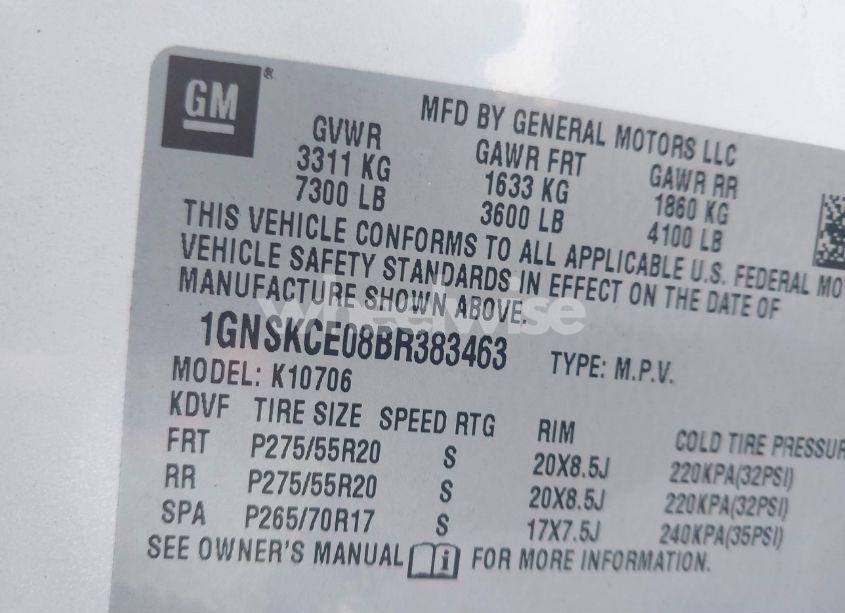 GM ®
MFD BY GENERAL MOTORS LLC
GVWR GAWR FRT GAWR RR
3311 KG 1633 KG 1860 KG
7300 LB 3600 LB 4100 LB
THIS VEHICLE CONFORMS TO ALL APPLICABLE U.S. FEDERAL MO
VEHICLE SAFETY STANDARDS IN EFFECT ON THE DATE OF
MANUFACTURE SHOWN ABOVE.
wheelwise
1GNSKCE08BR383463 TYPE: M.P.V.
MODEL: K10706
KDVF TIRE SIZE SPEED RTG RIM COLD TIRE PRESSUR
FRT P275/55R20 S 20X8.5J 220KPA(32PSI)
RR P275/55R20 S 20X8.5J 220KPA(32PSI)
SPA P265/70R17 S 17X7.5J 240KPA(35PSI)
SEE OWNER'S MANUAL i FOR MORE INFORMATION.